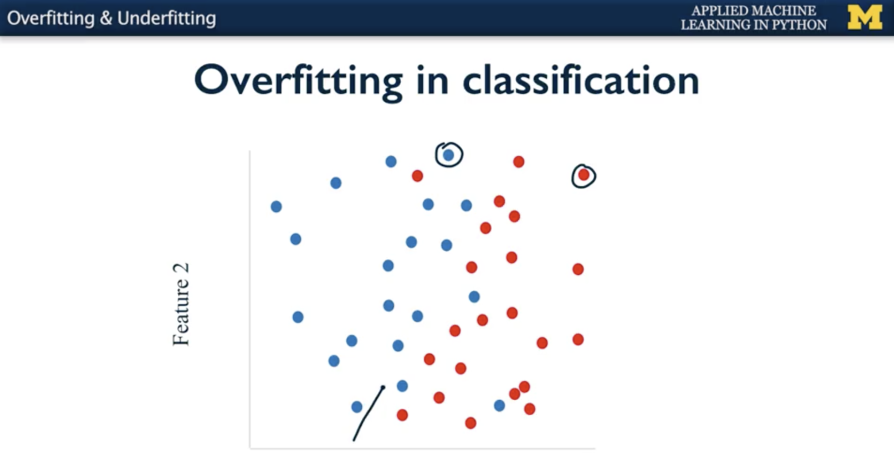 Overfitting & Underfitting
APPLIED MACHINE
LEARNING IN PYTHON
M
Overfitting in classification
Feature 2